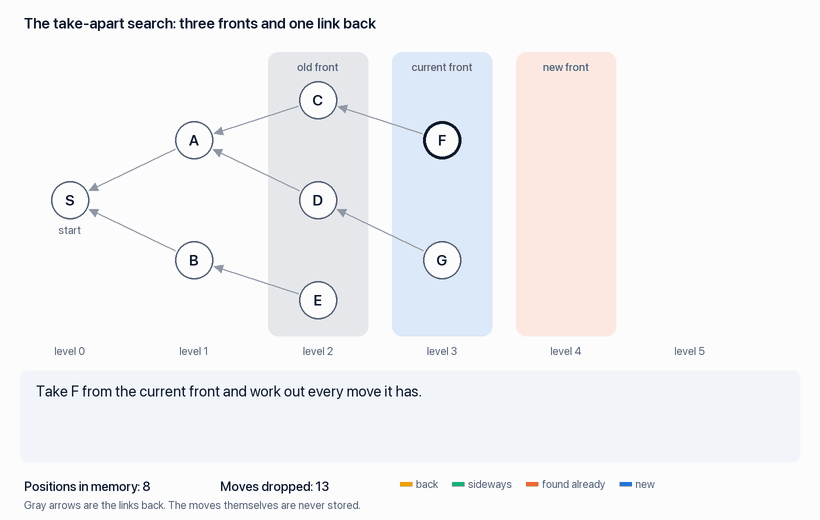 The take-apart search: three fronts and one link back
old front
current front
new front
C
A
F
S
start
D
B
G
E
level 0
level 1
level 2
level 3
level 4
level 5
Take F from the current front and work out every move it has.
Positions in memory: 8
Moves dropped: 13
back
sideways
found already
new
Gray arrows are the links back. The moves themselves are never stored.